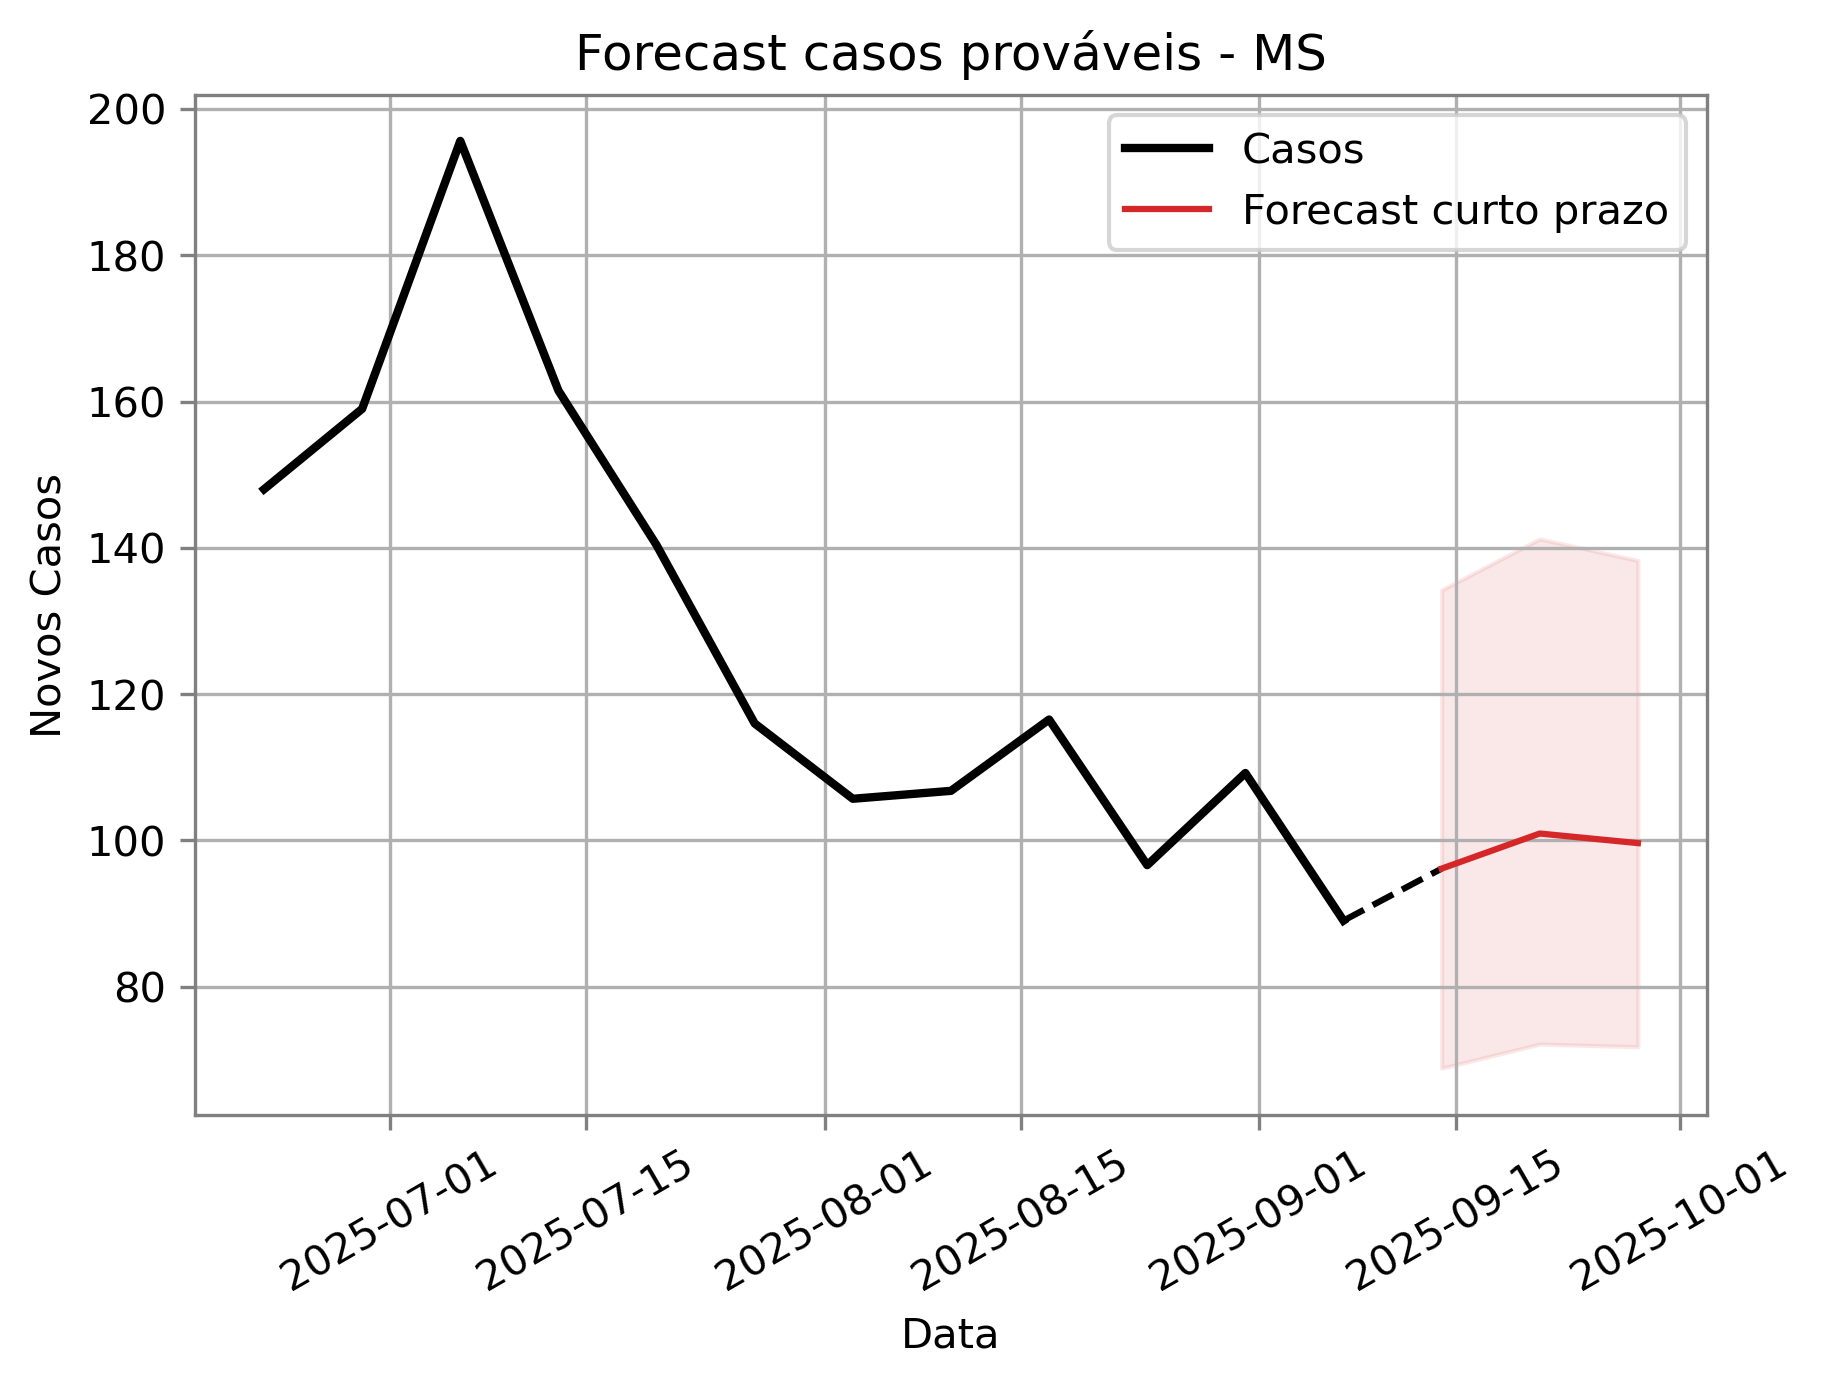 Forecast casos prováveis - MS
Casos
Forecast curto prazo
Novos Casos
200
180
160
140
120
100
80
2025-07-01
2025-07-15
2025-08-01
2025-08-15
2025-09-01
2025-09-15
2025-10-01
Data